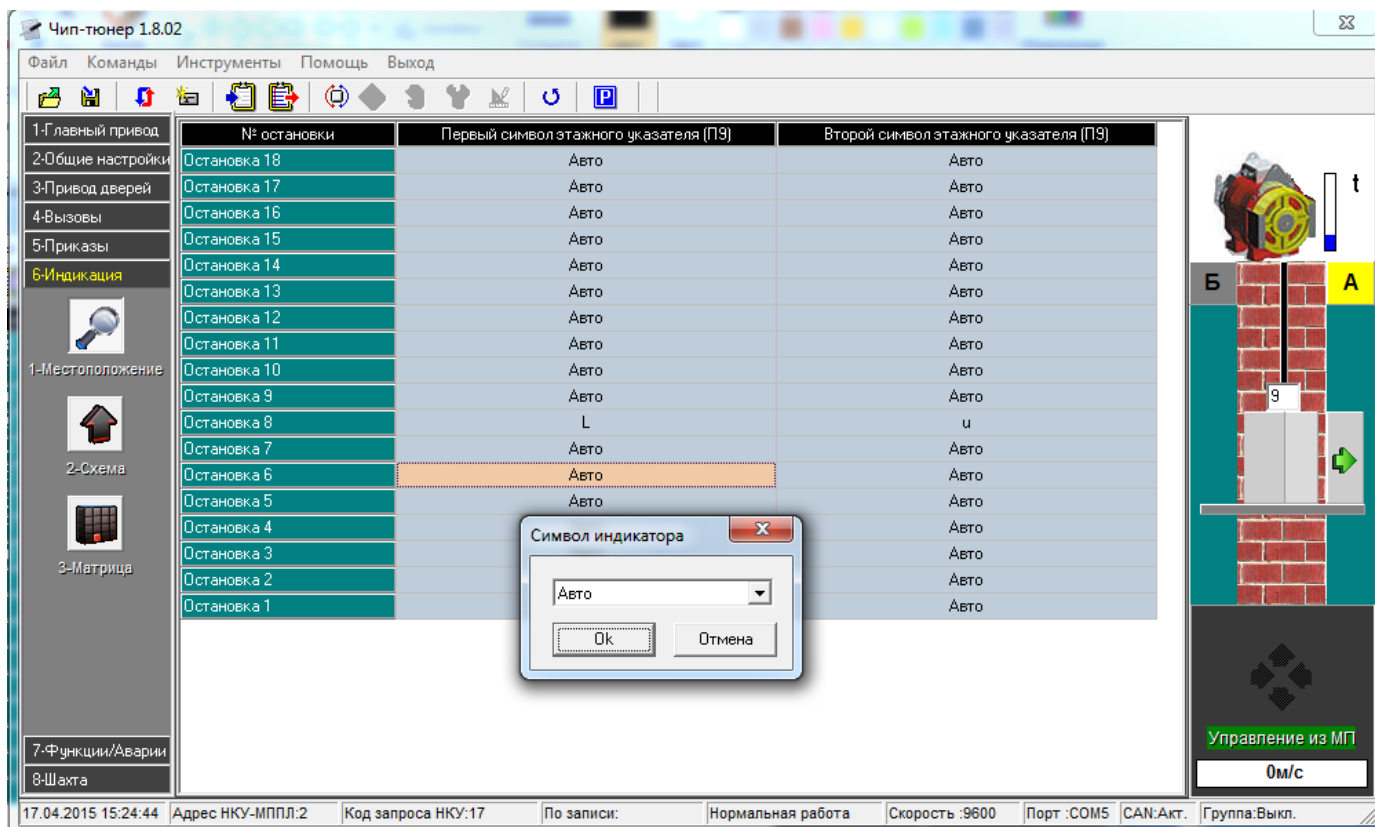 Чип-тюнер 1.8.02
Файл Команды Инструменты Помощь Выход
P
1-Главный привод
2-Общие настройки
3-Привод дверей
4-Вызовы
5-Приказы
6-Индикация
1-Местоположение
2-Схема
3-Матрица
7-Функции/Аварии
8-Шахта
№ остановки Первый символ этажного указателя (П9) Второй символ этажного указателя (П9)
Остановка 18 Авто Авто
Остановка 17 Авто Авто
Остановка 16 Авто Авто
Остановка 15 Авто Авто
Остановка 14 Авто Авто
Остановка 13 Авто Авто
Остановка 12 Авто Авто
Остановка 11 Авто Авто
Остановка 10 Авто Авто
Остановка 9 Авто Авто
Остановка 8 L u
Остановка 7 Авто Авто
Остановка 6 Авто Авто
Остановка 5 Авто Авто
Остановка 4 Авто
Остановка 3 Авто
Остановка 2 Авто
Остановка 1 Авто
Символ индикатора
Авто
Ok Отмена
t
Б А
9
Управление из МП
0м/с
17.04.2015 15:24:44 Адрес НКУ-МППЛ:2 Код запроса НКУ:17 По записи: Нормальная работа Скорость :9600 Порт :COM5 CAN:Акт. Группа:Выкл.